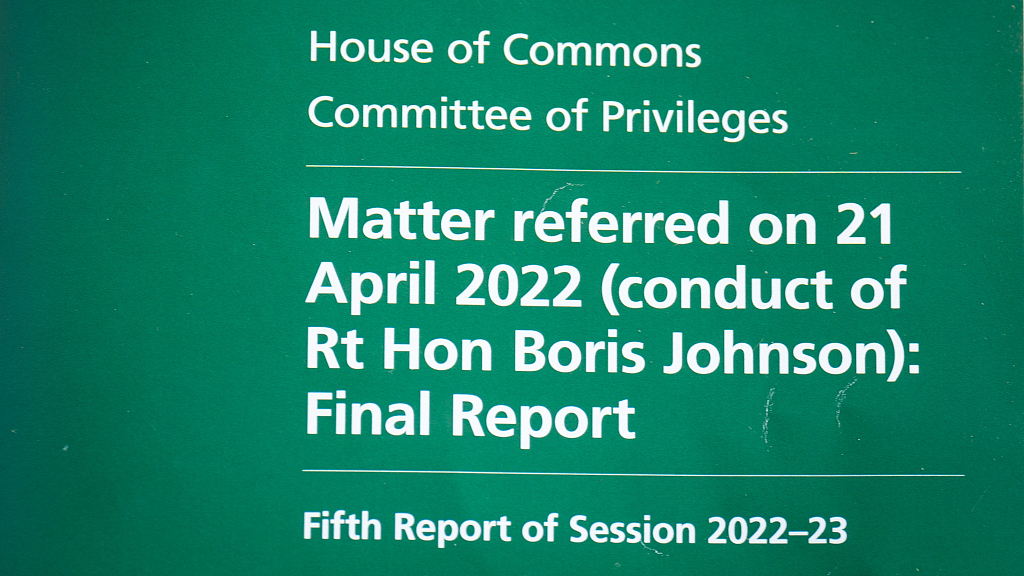 House of Commons
Committee of Privileges
Matter referred on 21
April 2022 (conduct of
Rt Hon Boris Johnson):
Final Report
Fifth Report of Session 2022–23